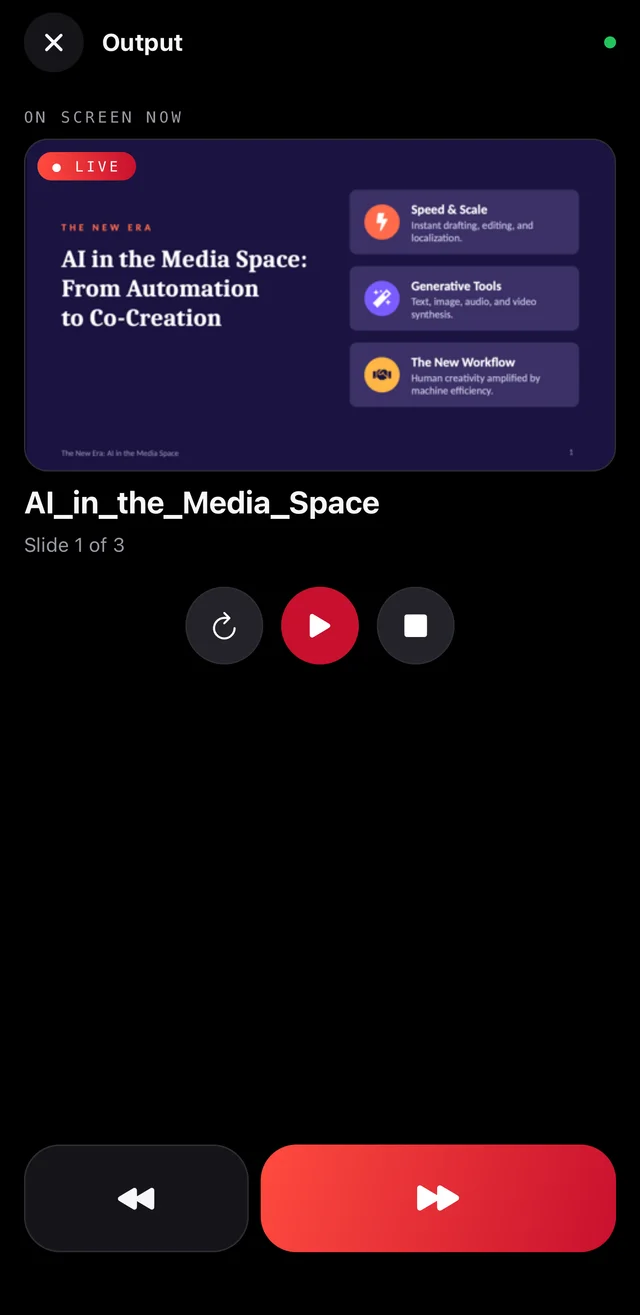 Output
ON SCREEN NOW
LIVE
THE NEW ERA
AI in the Media Space:
From Automation
to Co-Creation
Speed & Scale
Instant drafting, editing, and
localization.
Generative Tools
Text, image, audio, and video
synthesis.
The New Workflow
Human creativity amplified by
machine efficiency.
The New Era: AI in the Media Space
1
AI_in_the_Media_Space
Slide 1 of 3